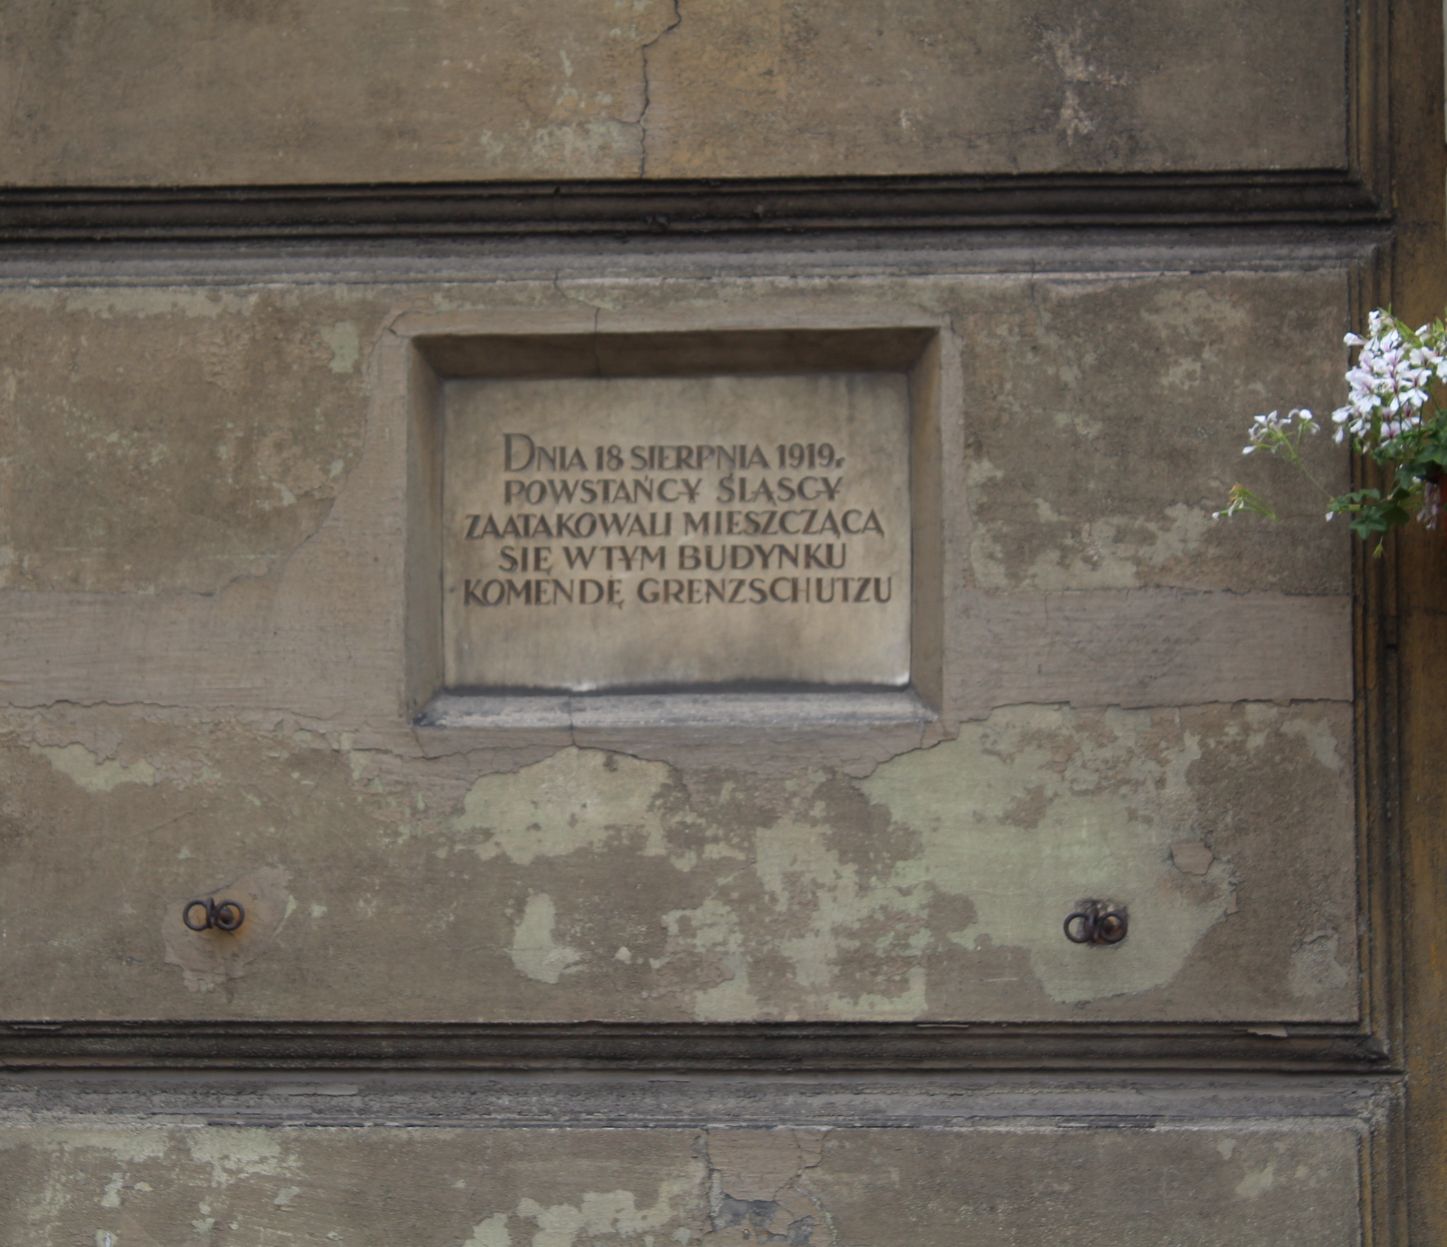 DNIA 18 SIERPNIA 1919r.
POWSTAŃCY ŚLĄSCY
ZAATAKOWALI MIESZCZĄCĄ
SIĘ W TYM BUDYNKU
KOMENDĘ GRENZSCHUTZU